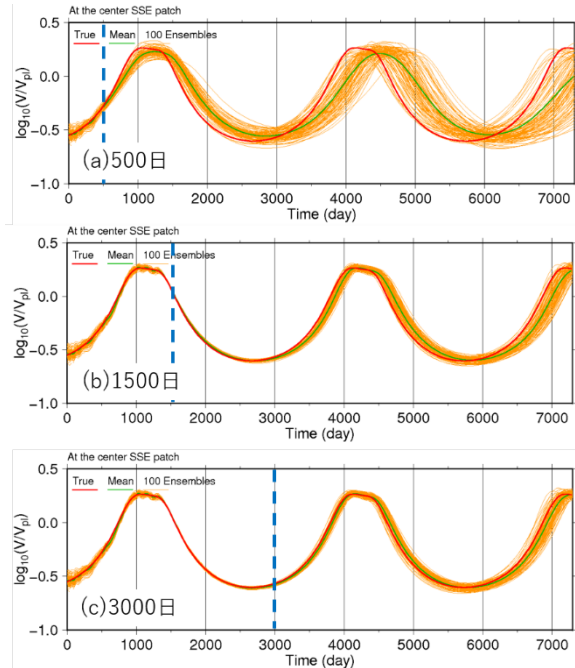 At the center SSE patch
True Mean 100 Ensembles
0.5
0.0
−0.5
−1.0
log10(V/Vpl)
(a)500日
0 1000 2000 3000 4000 5000 6000 7000
Time (day)
At the center SSE patch
True Mean 100 Ensembles
0.5
0.0
−0.5
−1.0
log10(V/Vpl)
(b)1500日
0 1000 2000 3000 4000 5000 6000 7000
Time (day)
At the center SSE patch
True Mean 100 Ensembles
0.5
0.0
−0.5
−1.0
log10(V/Vpl)
(c)3000日
0 1000 2000 3000 4000 5000 6000 7000
Time (day)